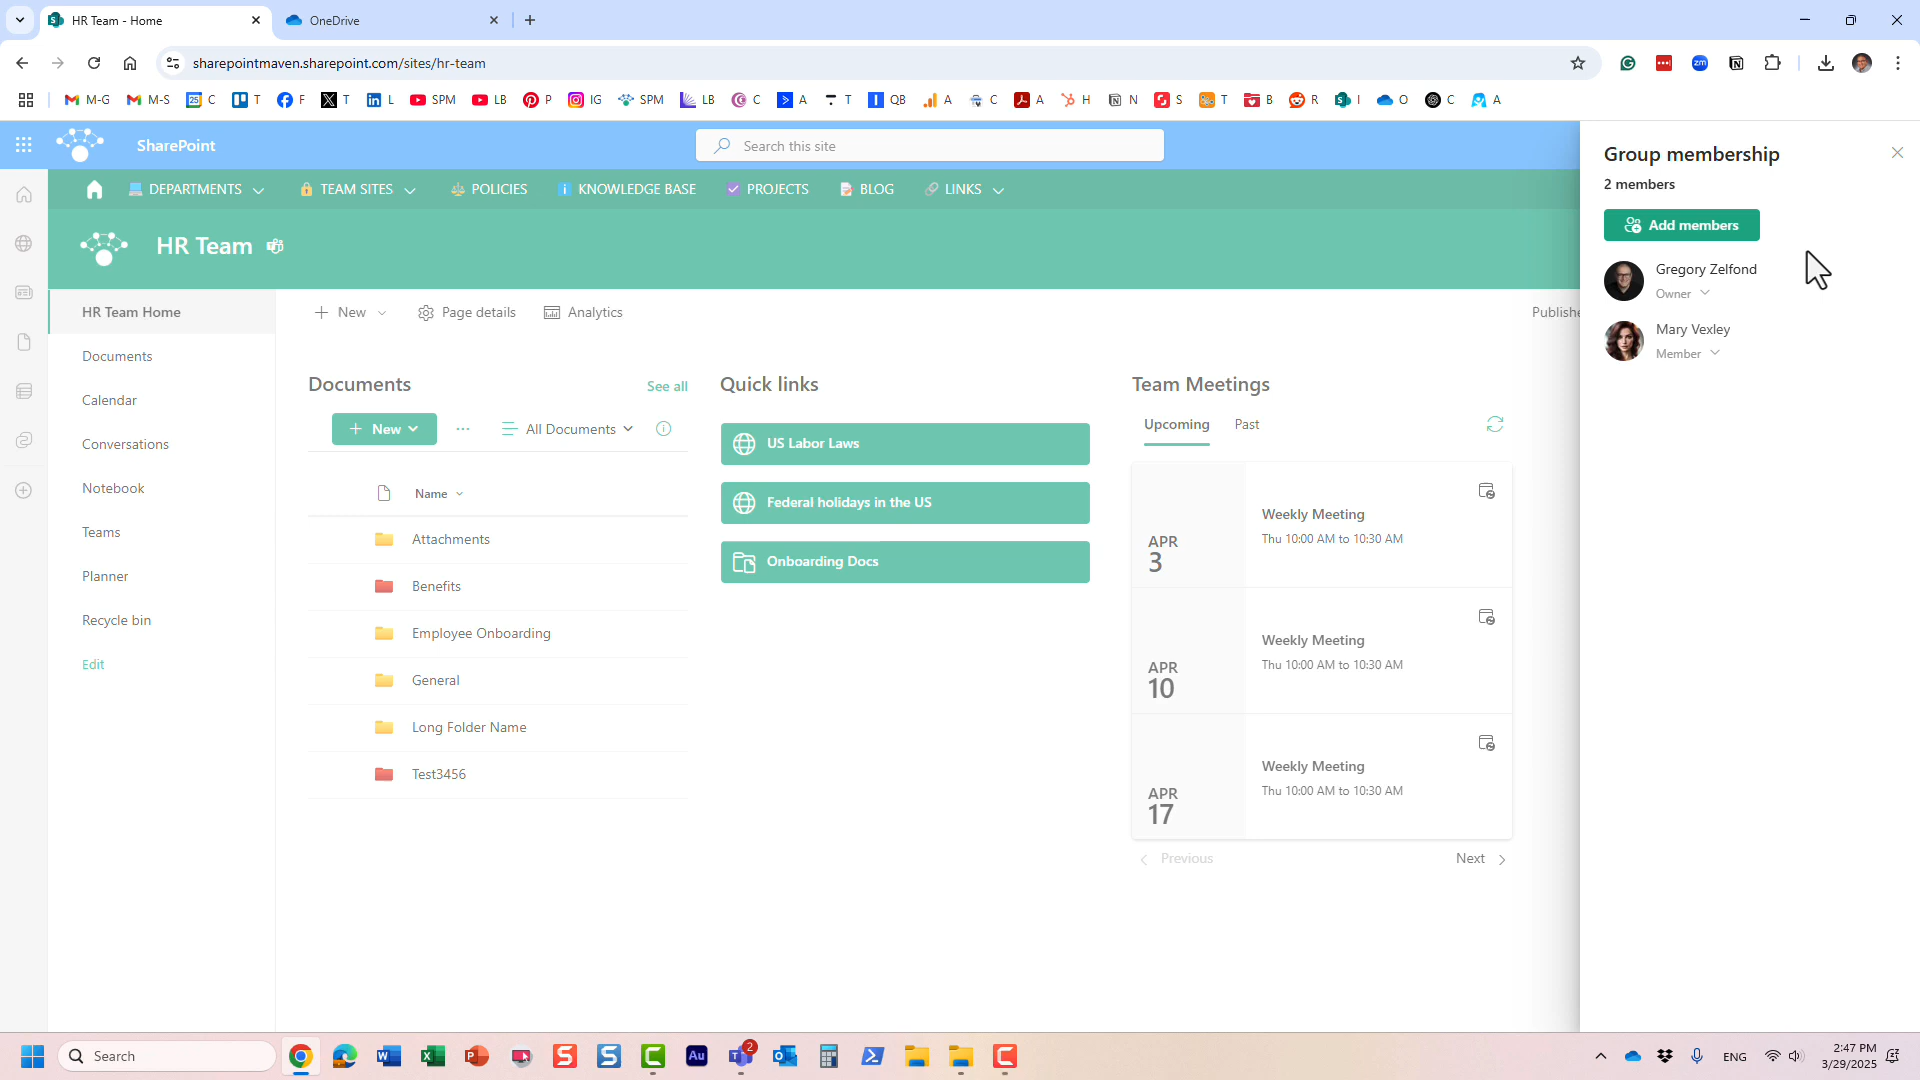 HR Team - Home
OneDrive
sharepointmaven.sharepoint.com/sites/hr-team
M-G M-S C T F T L SPM LB P IG SPM LB C A T QB A C A H N S T B R I O C A
SharePoint
Search this site
DEPARTMENTS TEAM SITES POLICIES KNOWLEDGE BASE PROJECTS BLOG LINKS
HR Team
HR Team Home
Documents
Calendar
Conversations
Notebook
Teams
Planner
Recycle bin
Edit
New Page details Analytics
Publishe
Documents
See all
New
All Documents
Name
Attachments
Benefits
Employee Onboarding
General
Long Folder Name
Test3456
Quick links
US Labor Laws
Federal holidays in the US
Onboarding Docs
Team Meetings
Upcoming Past
APR
3
Weekly Meeting
Thu 10:00 AM to 10:30 AM
APR
10
Weekly Meeting
Thu 10:00 AM to 10:30 AM
APR
17
Weekly Meeting
Thu 10:00 AM to 10:30 AM
Previous
Next
Group membership
2 members
Add members
Gregory Zelfond
Owner
Mary Vexley
Member
Search
Au
2
ENG
2:47 PM
3/29/2025